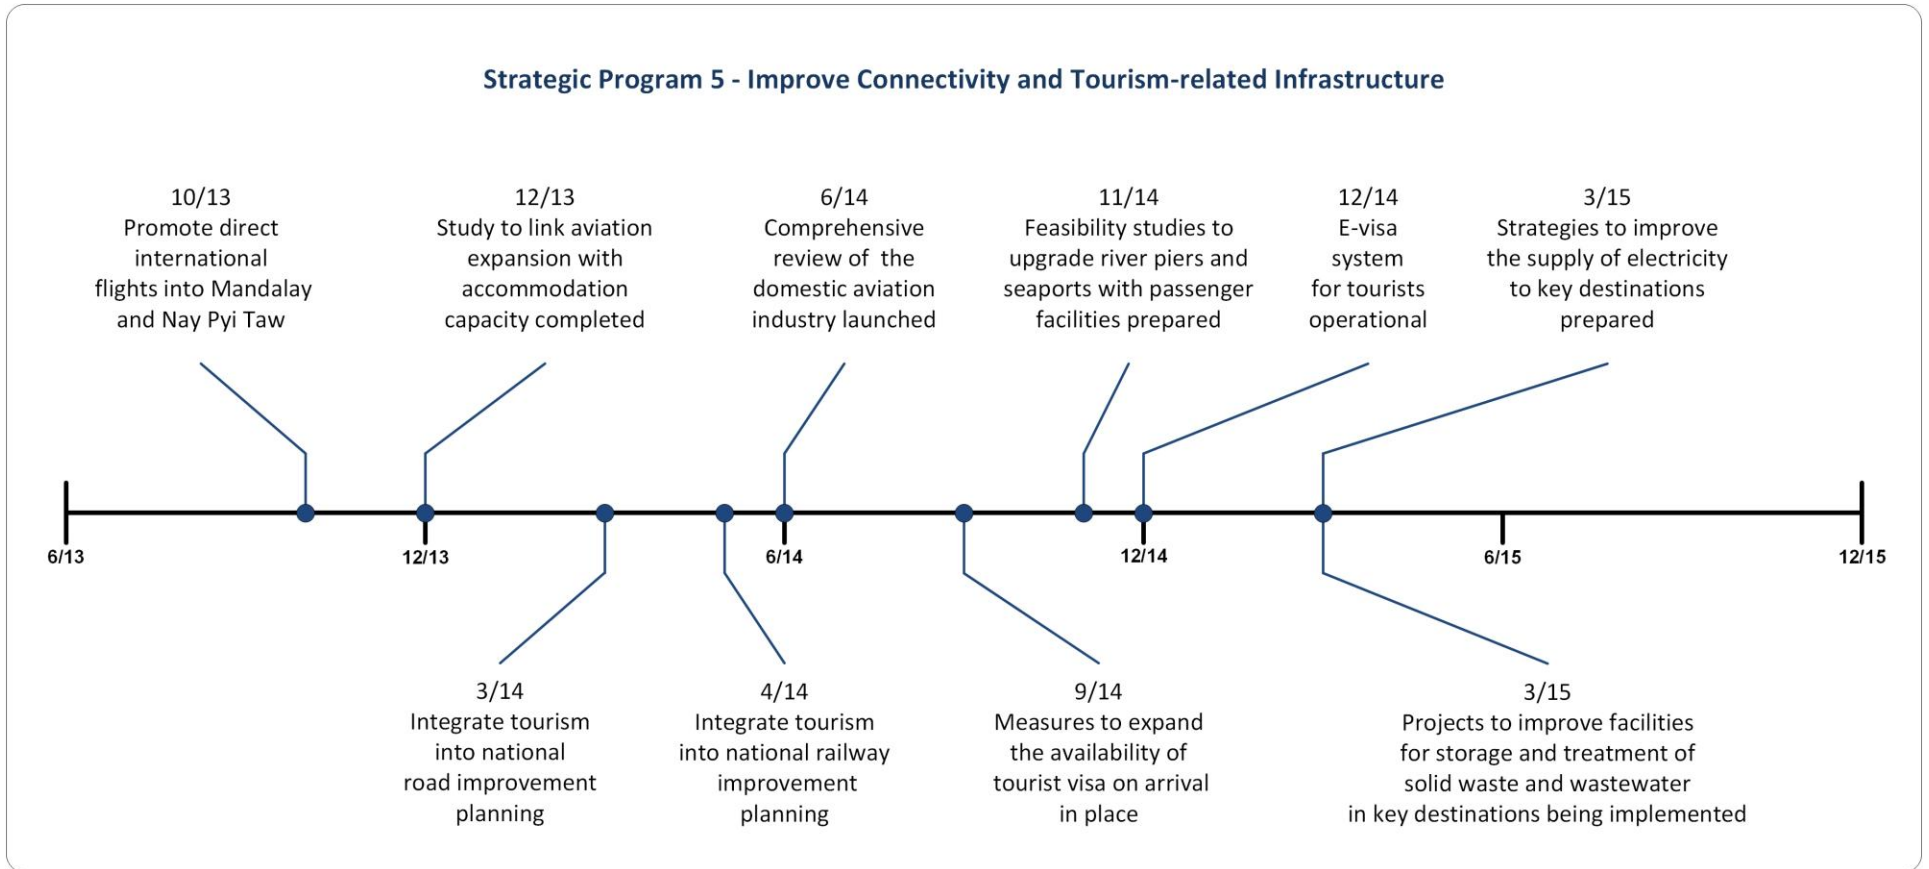 Strategic Program 5 - Improve Connectivity and Tourism-related Infrastructure
10/13
Promote direct
international
flights into Mandalay
and Nay Pyi Taw
12/13
Study to link aviation
expansion with
accommodation
capacity completed
6/14
Comprehensive
review of the
domestic aviation
industry launched
11/14
Feasibility studies to
upgrade river piers and
seaports with passenger
facilities prepared
12/14
E-visa
system
for tourists
operational
3/15
Strategies to improve
the supply of electricity
to key destinations
prepared
6/13
12/13
6/14
12/14
6/15
12/15
3/14
Integrate tourism
into national
road improvement
planning
4/14
Integrate tourism
into national railway
improvement
planning
9/14
Measures to expand
the availability of
tourist visa on arrival
in place
3/15
Projects to improve facilities
for storage and treatment of
solid waste and wastewater
in key destinations being implemented